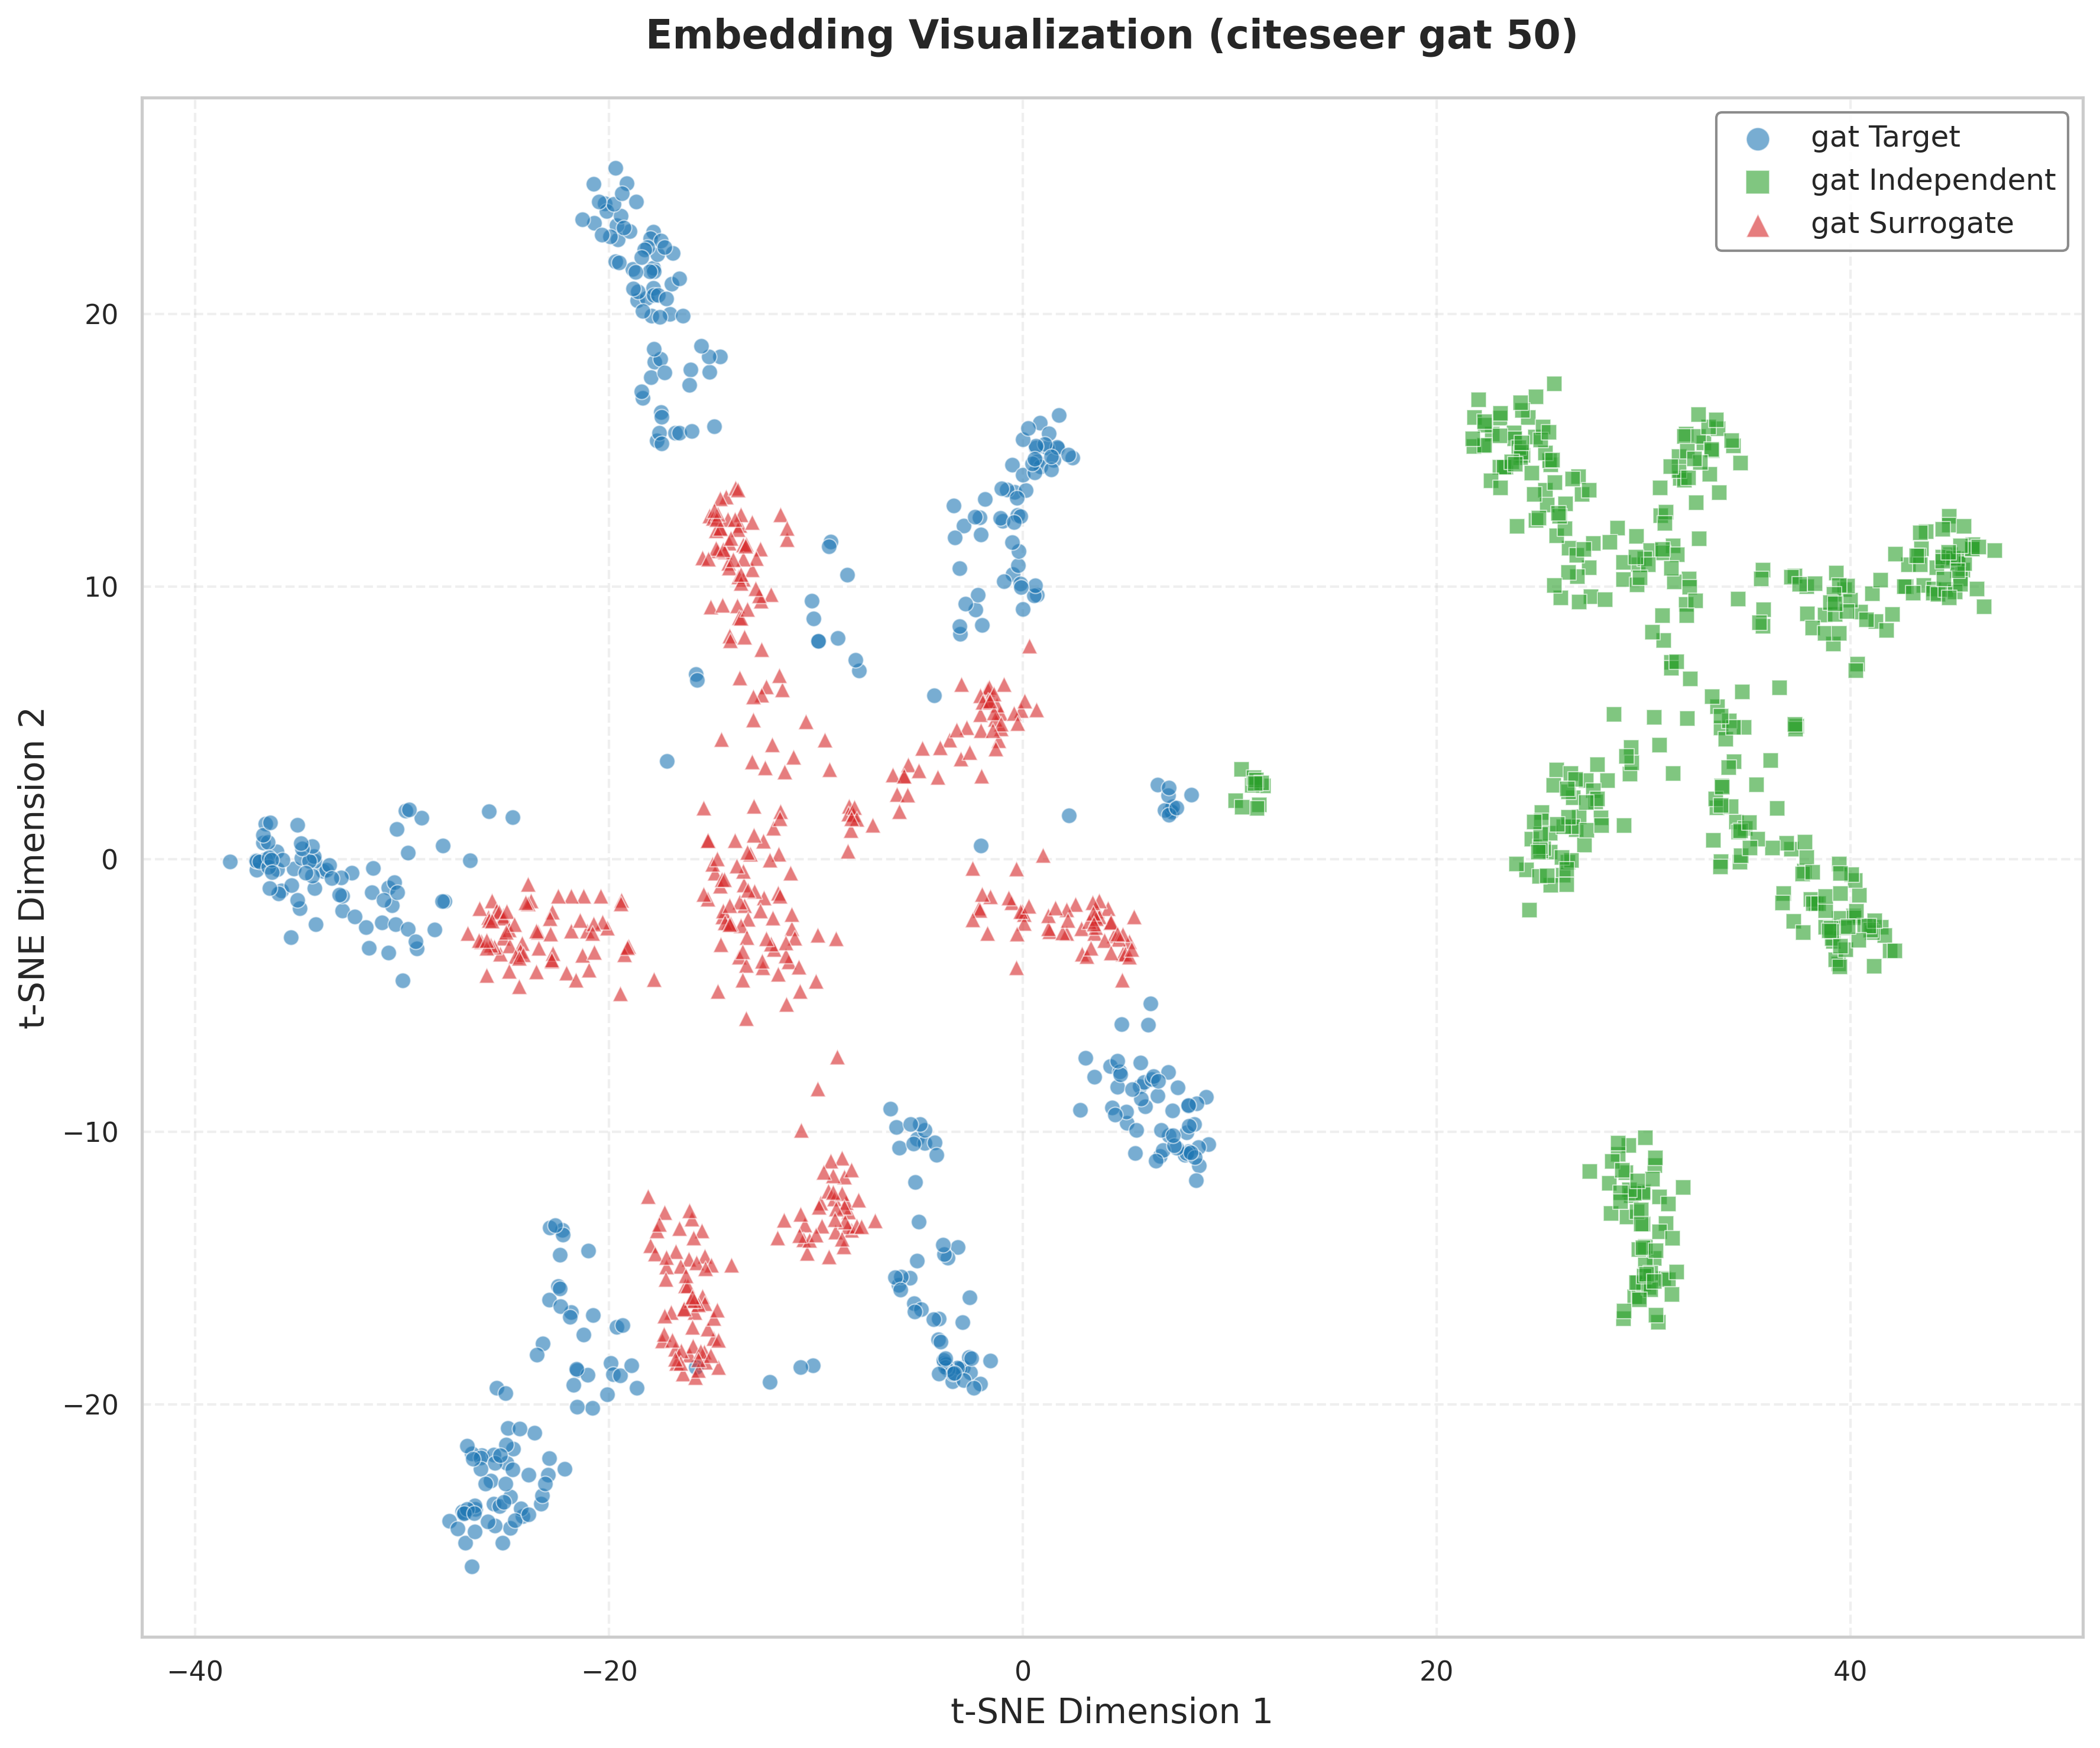 Embedding Visualization (citeseer gat 50)
gat Target
gat Independent
gat Surrogate
20
10
0
−10
−20
t-SNE Dimension 2
−40
−20
0
20
40
t-SNE Dimension 1